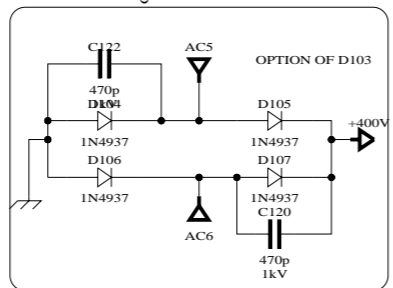 C122
AC5
OPTION OF D103
470p
1kV
D104
D105
+400V
1N4937
1N4937
D106
D107
1N4937
1N4937
C120
AC6
470p
1kV